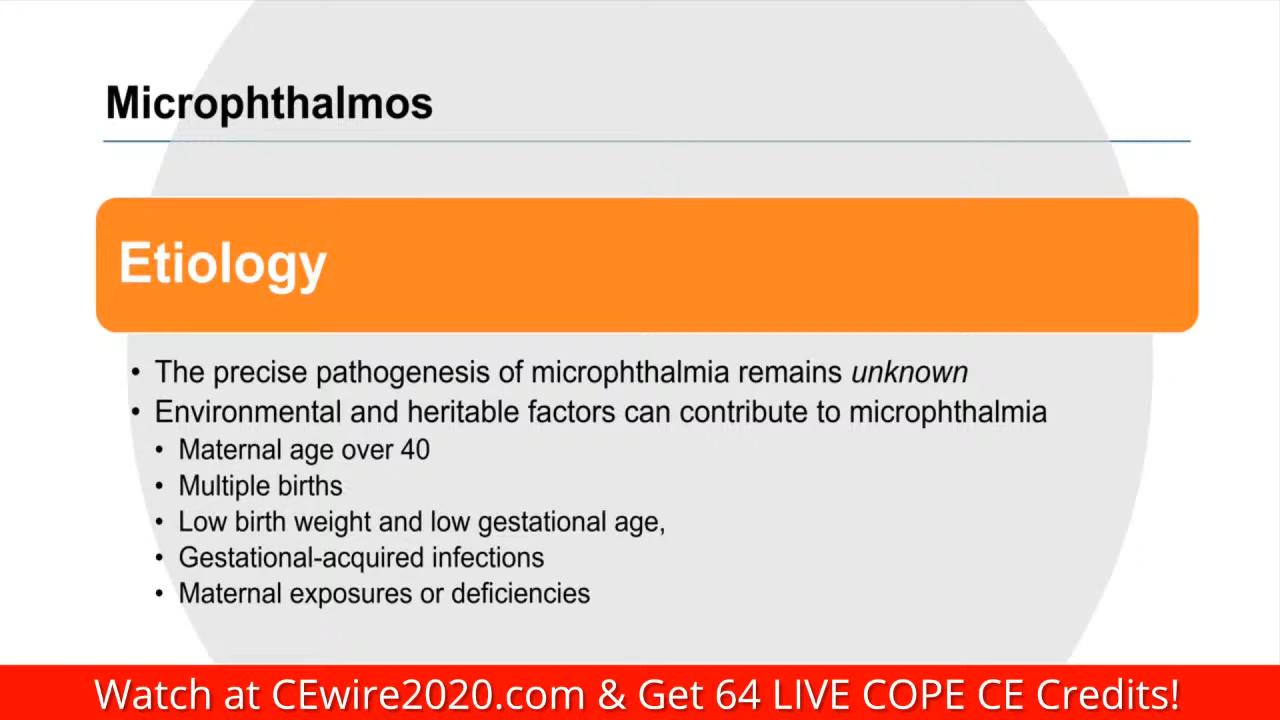 Microphthalmos
Etiology
• The precise pathogenesis of microphthalmia remains unknown
• Environmental and heritable factors can contribute to microphthalmia
• Maternal age over 40
• Multiple births
• Low birth weight and low gestational age,
• Gestational-acquired infections
• Maternal exposures or deficiencies
Watch at CEwire2020.com & Get 64 LIVE COPE CE Credits!